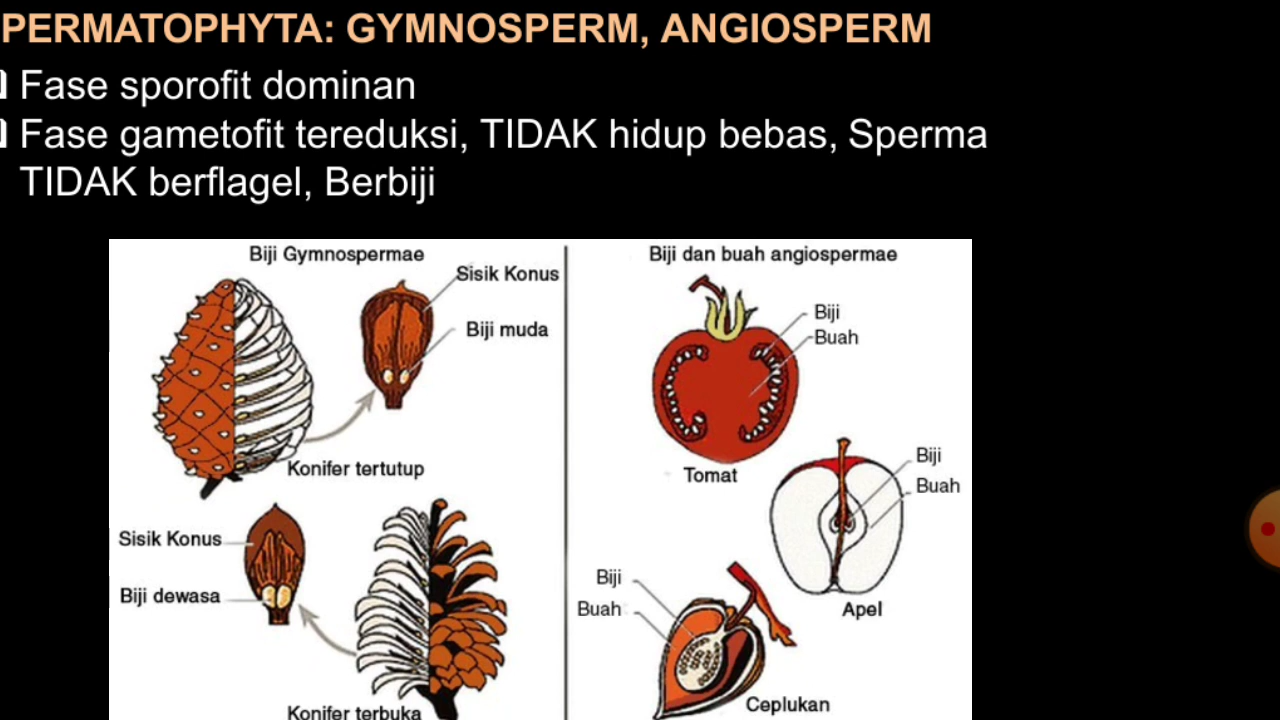 PERMATOPHYTA: GYMNOSPERM, ANGIOSPERM
Fase sporofit dominan
Fase gametofit tereduksi, TIDAK hidup bebas, Sperma
TIDAK berflagel, Berbiji
Biji Gymnospermae
Sisik Konus
Biji muda
Konifer tertutup
Sisik Konus
Biji dewasa
Konifer terbuka
Biji dan buah angiospermae
Biji
Buah
Tomat
Biji
Buah
Apel
Biji
Buah
Ceplukan